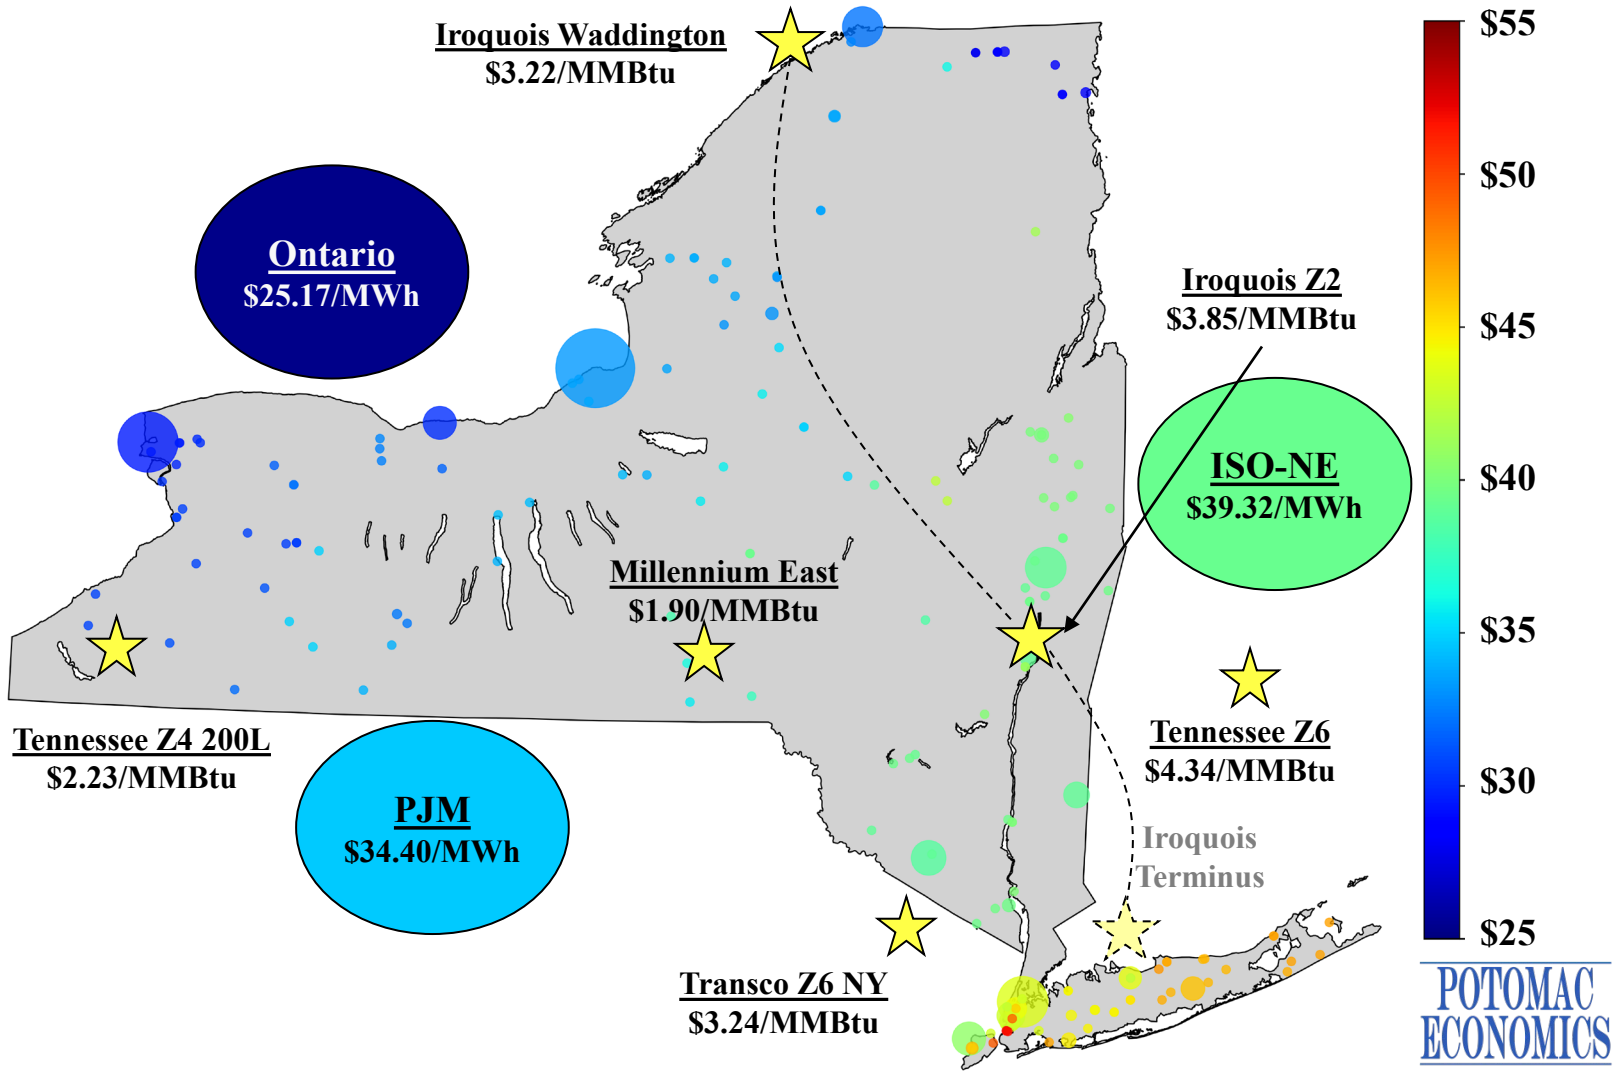 Iroquois Waddington
$3.22/MMBtu
Ontario
$25.17/MWh
Iroquois Z2
$3.85/MMBtu
ISO-NE
$39.32/MWh
Millennium East
$1.90/MMBtu
Tennessee Z4 200L
$2.23/MMBtu
Tennessee Z6
$4.34/MMBtu
PJM
$34.40/MWh
Iroquois
Terminus
Transco Z6 NY
$3.24/MMBtu
$55
$50
$45
$40
$35
$30
$25
POTOMAC
ECONOMICS